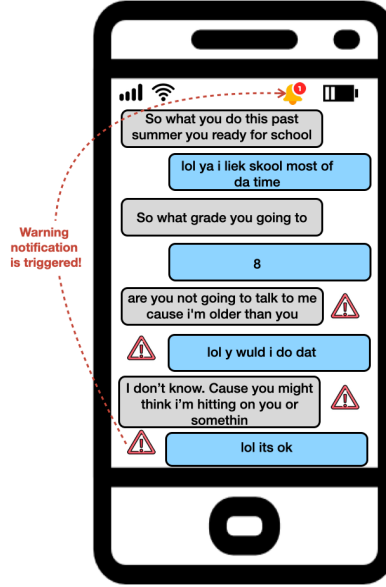 1
So what you do this past
summer you ready for school
lol ya i liek skool most of
da time
So what grade you going to
Warning
notification
is triggered!
8
are you not going to talk to me
cause i'm older than you
lol y wuld i do dat
I don't know. Cause you might
think i'm hitting on you or
somethin
lol its ok